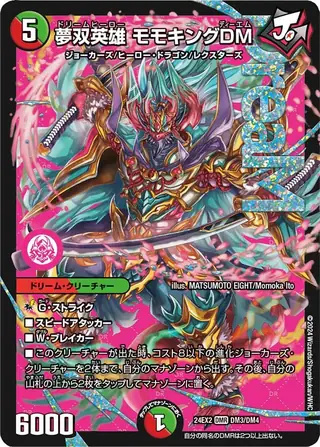 5
ドリームヒーロー ディーエム
夢双英雄 モモキングDM
ジョーカーズ/ヒーロー・ドラゴン/レクスターズ
J
illus. MATSUMOTO EIGHT/Momoka Ito
ドリーム・クリーチャー
G・ストライク
スピードアタッカー
W・ブレイカー
このクリーチャーが出た時、コスト8以下の進化ジョーカーズ・
クリーチャーを2体まで、自分のマナゾーンから出す。その後、自分の
山札の上から2枚をタップしてマナゾーンに置く。
6000
1
24EX2 DMR DM3/DM4
自分の同名のDMRは2つ以上出ない。
©2024 Wizards/Shogakukan/WHC